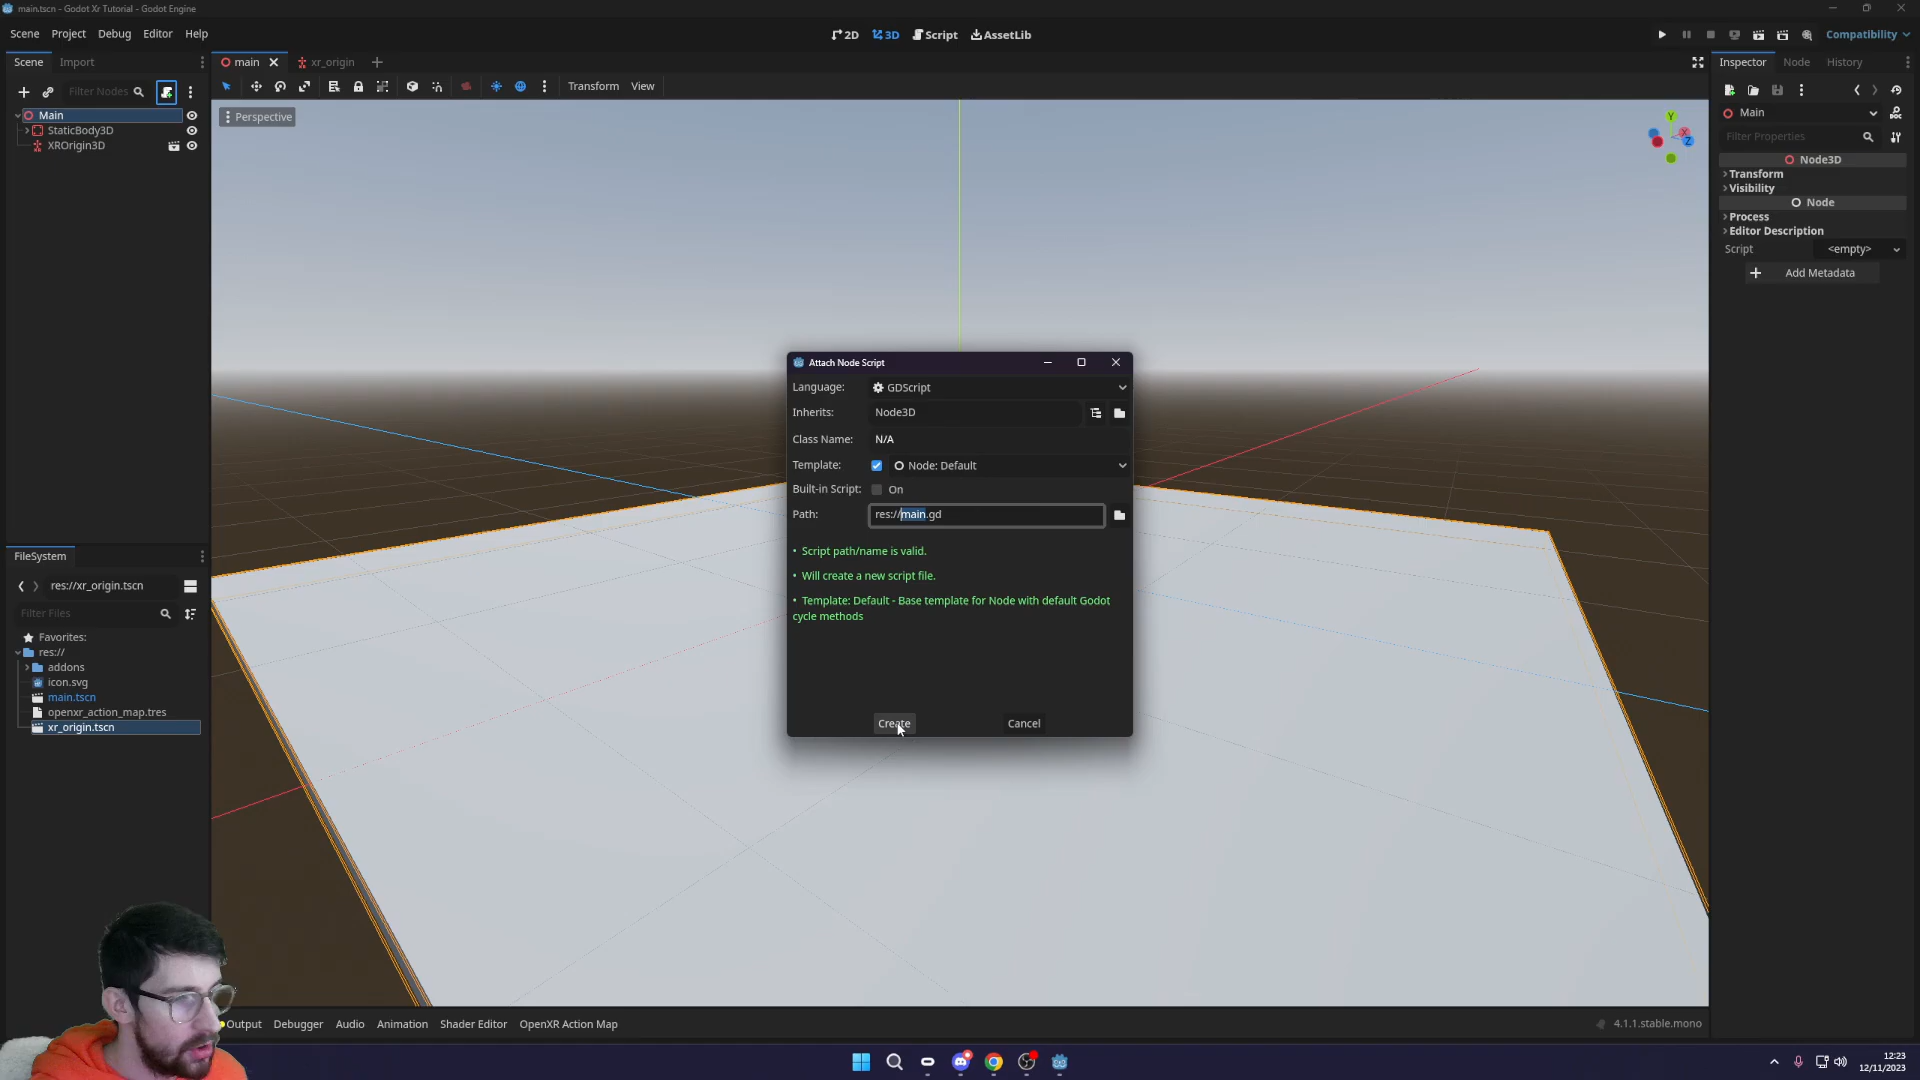 main.tscn - Godot Xr Tutorial - Godot Engine
Scene Project Debug Editor Help
2D 3D Script AssetLib
Compatibility
Scene Import
main xr_origin
Inspector Node History
Filter Nodes
Transform View
Main
StaticBody3D
XROrigin3D
Perspective
Y
X
Z
Main
Filter Properties
Node3D
Transform
Visibility
Node
Process
Editor Description
Script <empty>
Add Metadata
Attach Node Script
Language: GDScript
Inherits: Node3D
Class Name: N/A
Template: Node: Default
Built-in Script: On
Path: res://main.gd
• Script path/name is valid.
• Will create a new script file.
• Template: Default - Base template for Node with default Godot
cycle methods
Create Cancel
FileSystem
res://xr_origin.tscn
Filter Files
Favorites:
res://
addons
icon.svg
main.tscn
openxr_action_map.tres
xr_origin.tscn
Output Debugger Audio Animation Shader Editor OpenXR Action Map
4.1.1.stable.mono
12:23
12/11/2023